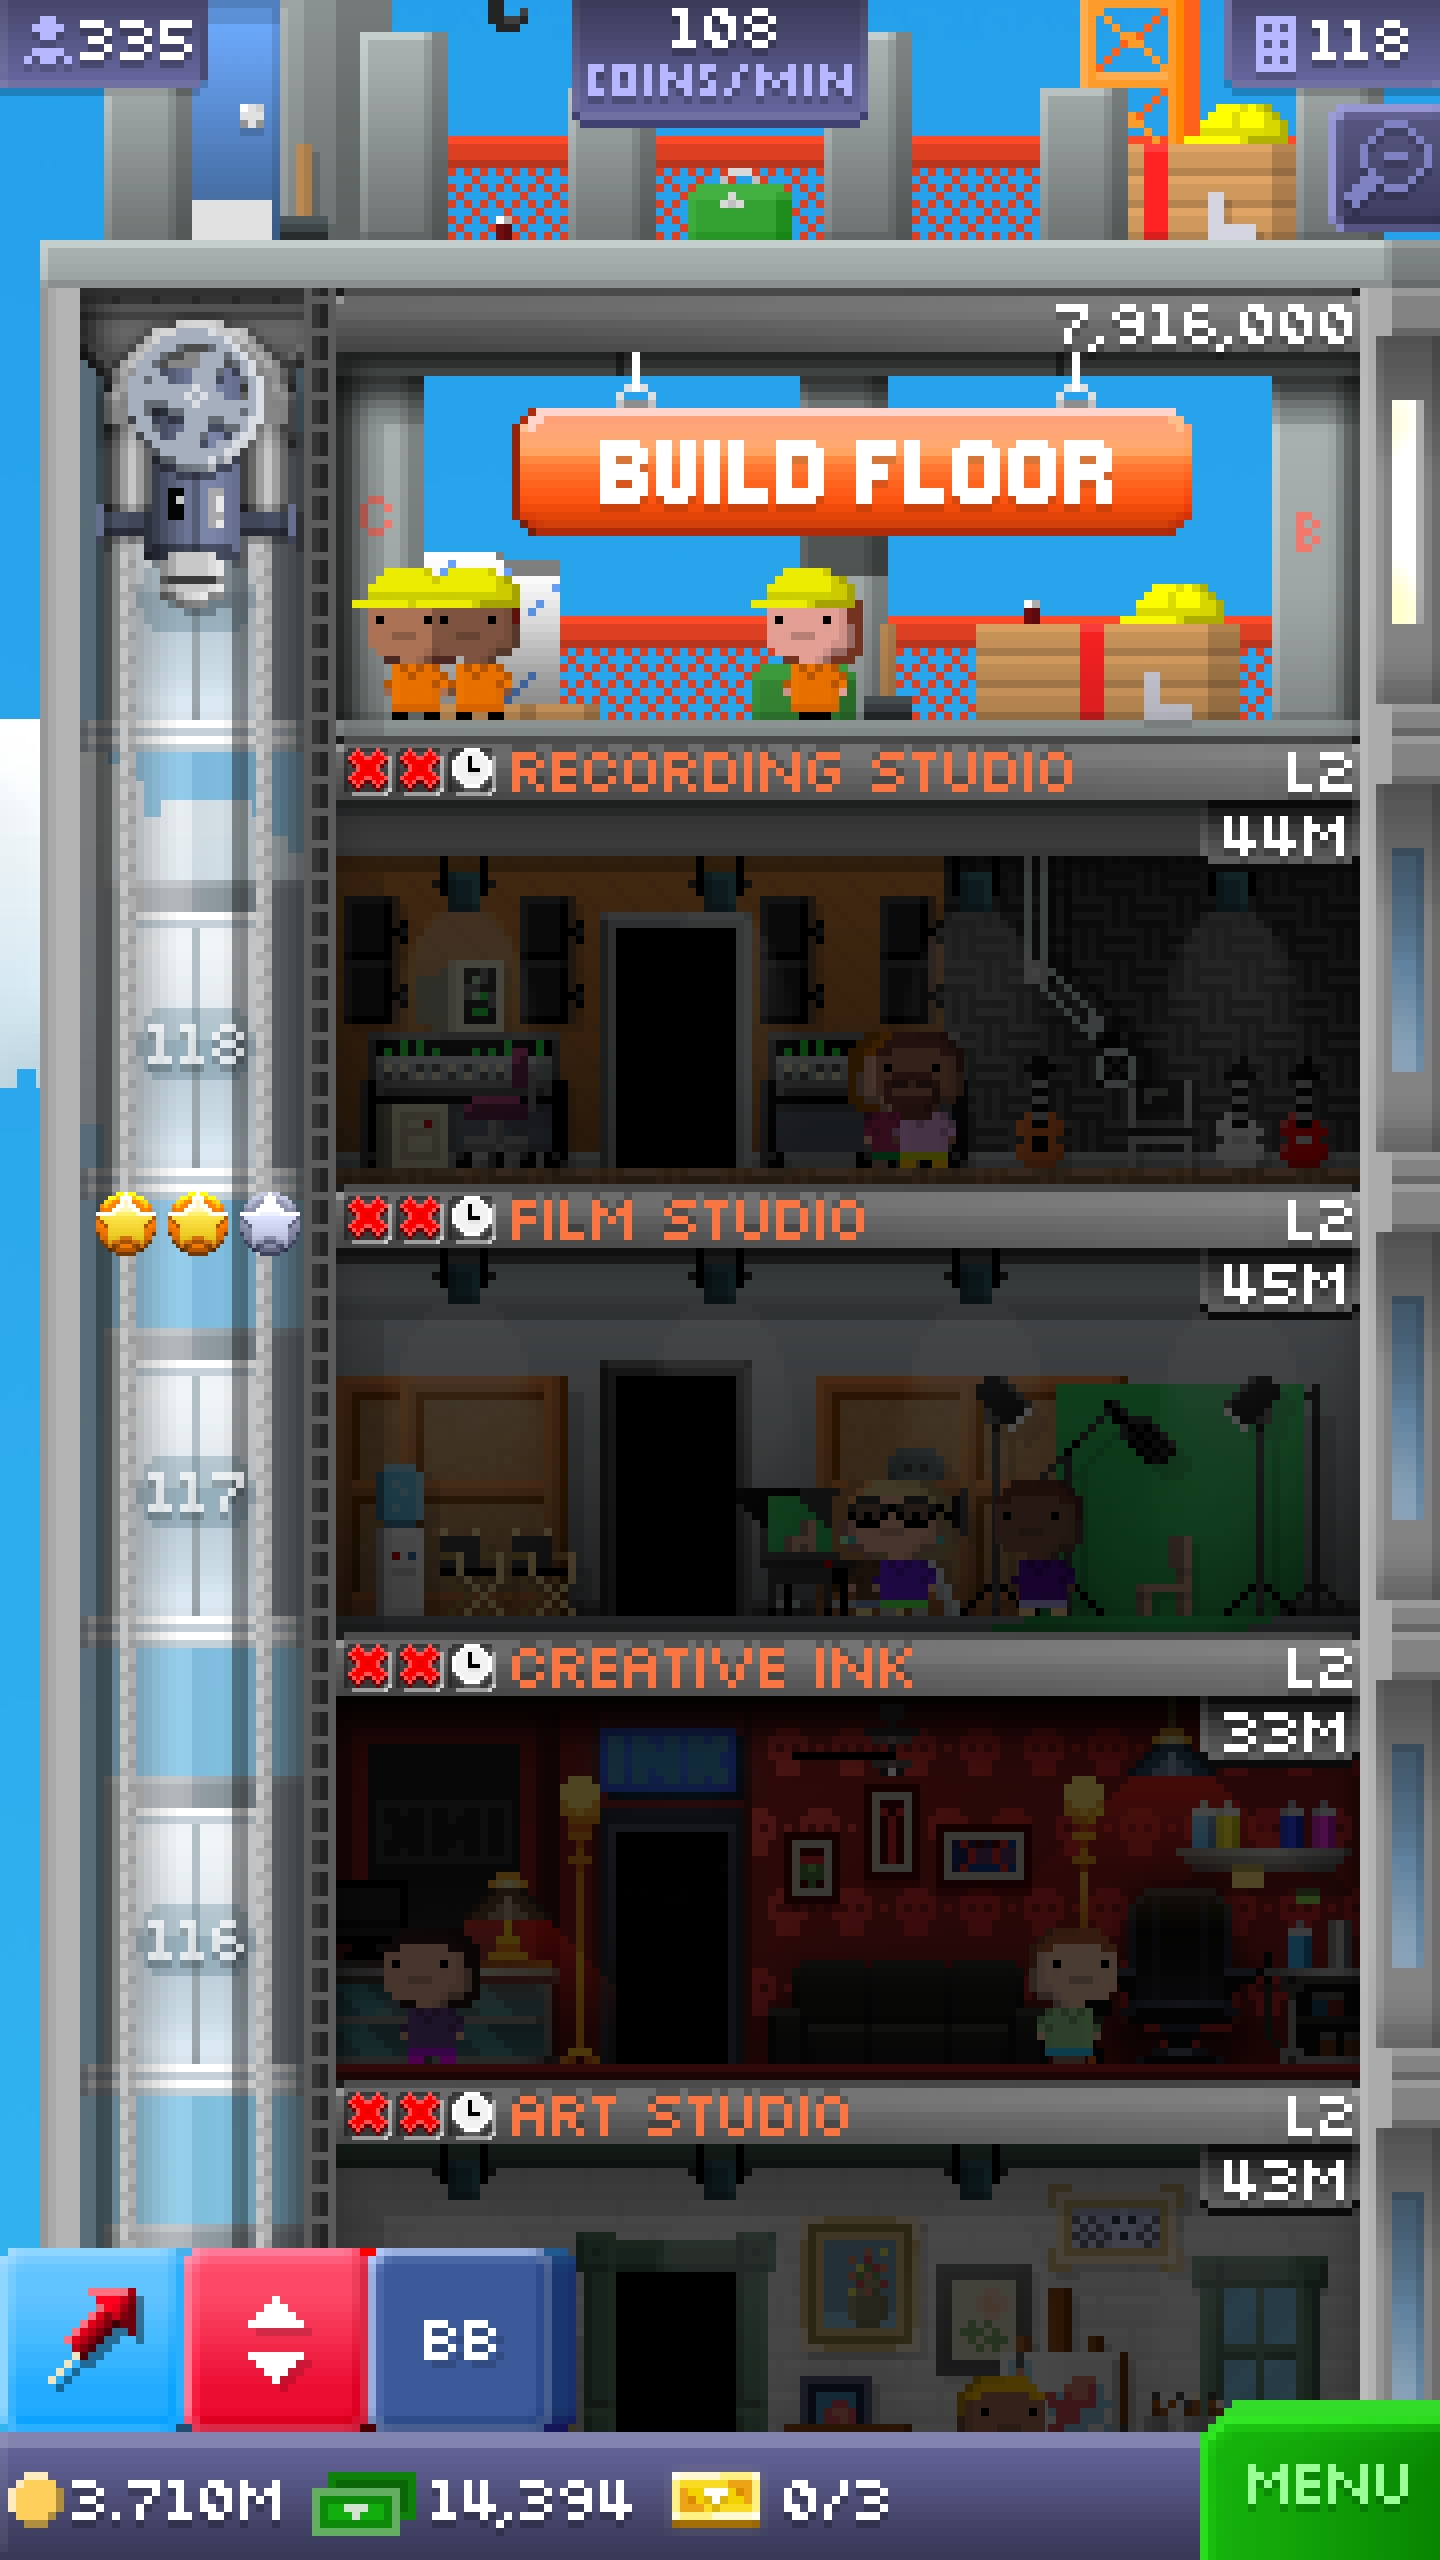 335
108
COINS/MIN
118
7,916,000
BUILD FLOOR
C
B
RECORDING STUDIO L2
44M
118
FILM STUDIO L2
45M
117
CREATIVE INK L2
33M
INK
INK
116
ART STUDIO L2
43M
BB
3.710M 14,394 0/3
MENU